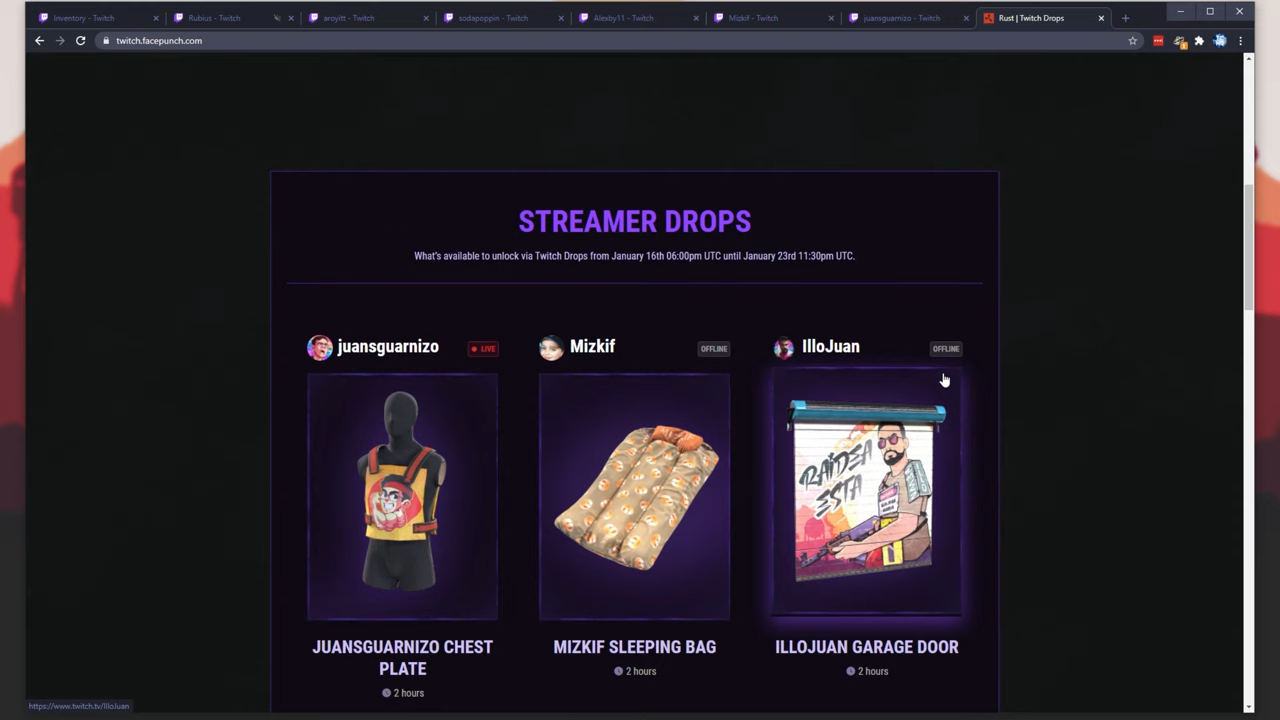 Inventory - Twitch
Rubius - Twitch
aroyitt - Twitch
sodapoppin - Twitch
Alexby11 - Twitch
Mizkif - Twitch
juansguarnizo - Twitch
Rust | Twitch Drops
twitch.facepunch.com
STREAMER DROPS
What's available to unlock via Twitch Drops from January 16th 06:00pm UTC until January 23rd 11:30pm UTC.
juansguarnizo
LIVE
Mizkif
OFFLINE
IlloJuan
OFFLINE
RAIDEA
ESTA
JUANSGUARNIZO CHEST
PLATE
2 hours
MIZKIF SLEEPING BAG
2 hours
ILLOJUAN GARAGE DOOR
2 hours
https://www.twitch.tv/IlloJuan